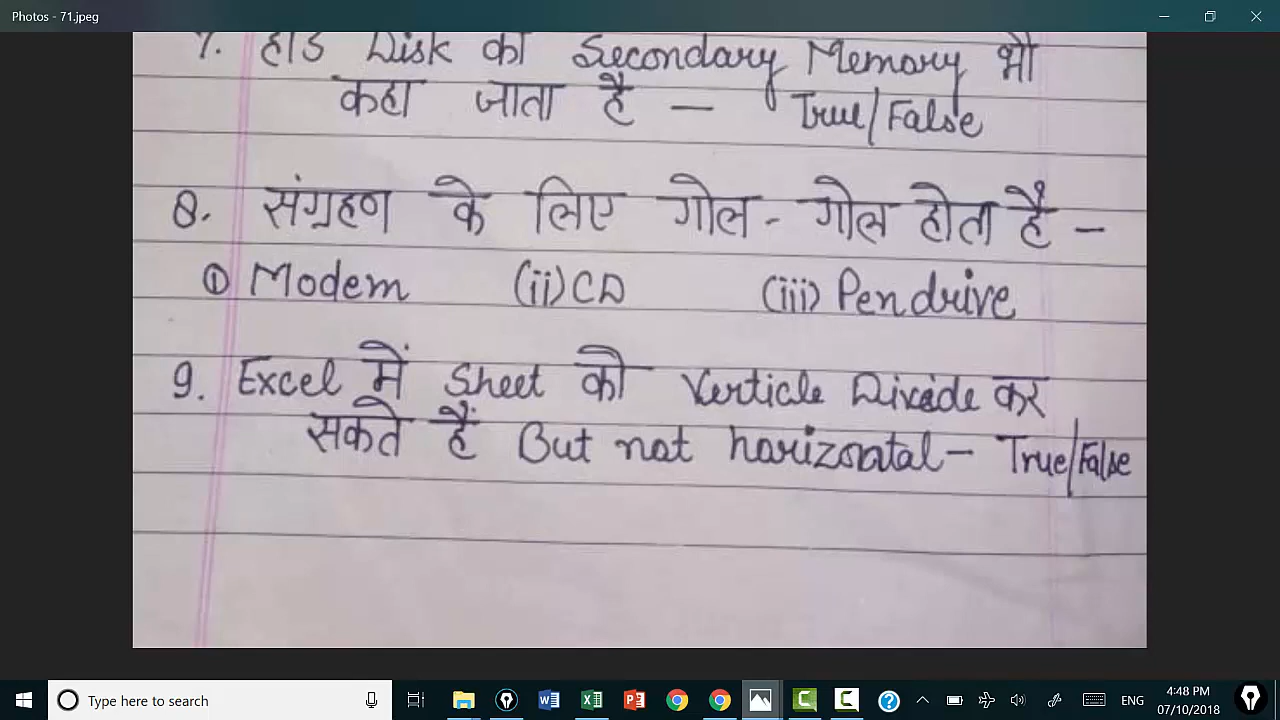 Photos - 71.jpeg
7. हार्ड Disk को Secondary Memory भी
कहा जाता है — True/False
8. संग्रहण के लिए गोल - गोल होता है —
① Modem (ii) CD (iii) Pendrive
9. Excel में Sheet को Verticle Divide कर
सकते हैं But not harizontal - True/False
Type here to search
ENG
4:48 PM
07/10/2018